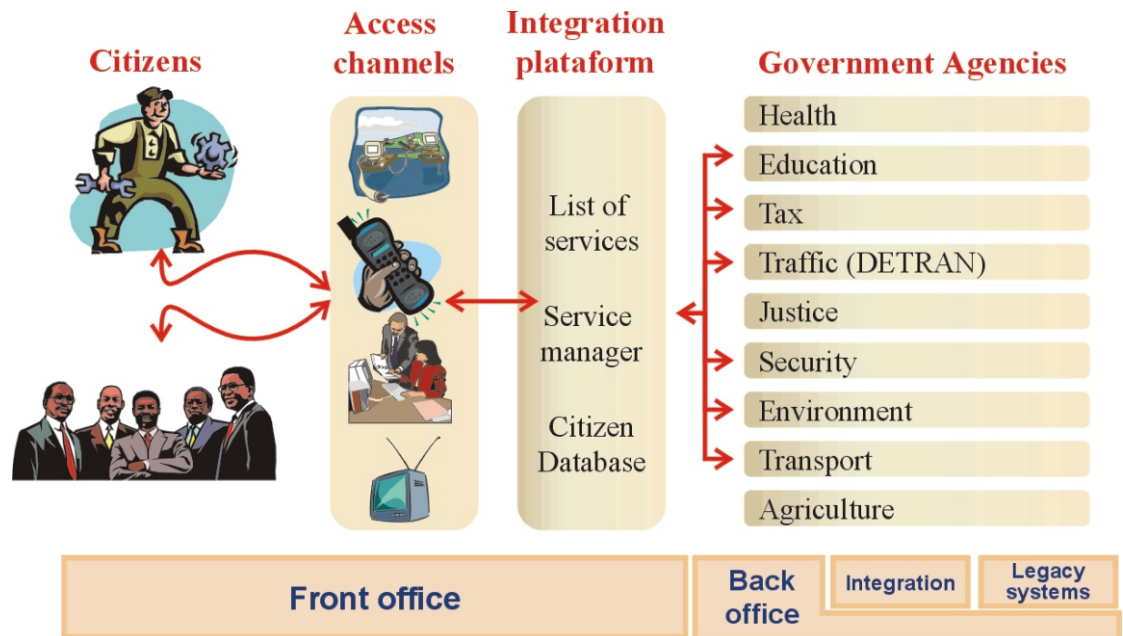 Citizens
Access
channels
Integration
plataform
Government Agencies
List of
services
Service
manager
Citizen
Database
Health
Education
Tax
Traffic (DETRAN)
Justice
Security
Environment
Transport
Agriculture
Front office
Back
office
Integration
Legacy
systems